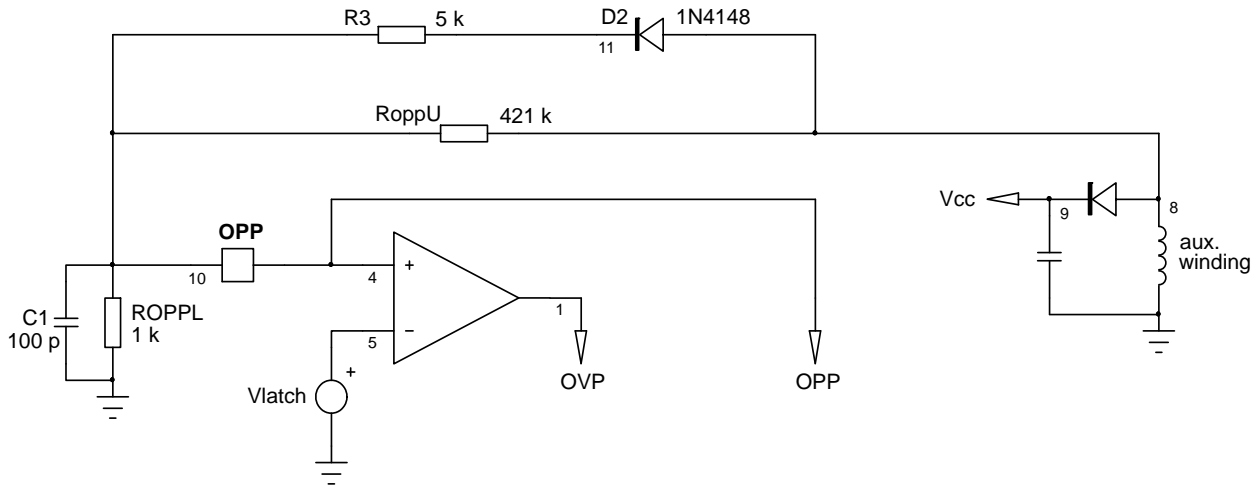 R3
5 k
D2
1N4148
11
RoppU
421 k
Vcc
9
8
OPP
aux.
winding
10
4
+
C1
100 p
ROPPL
1 k
1
5
−
+
Vlatch
OVP
OPP